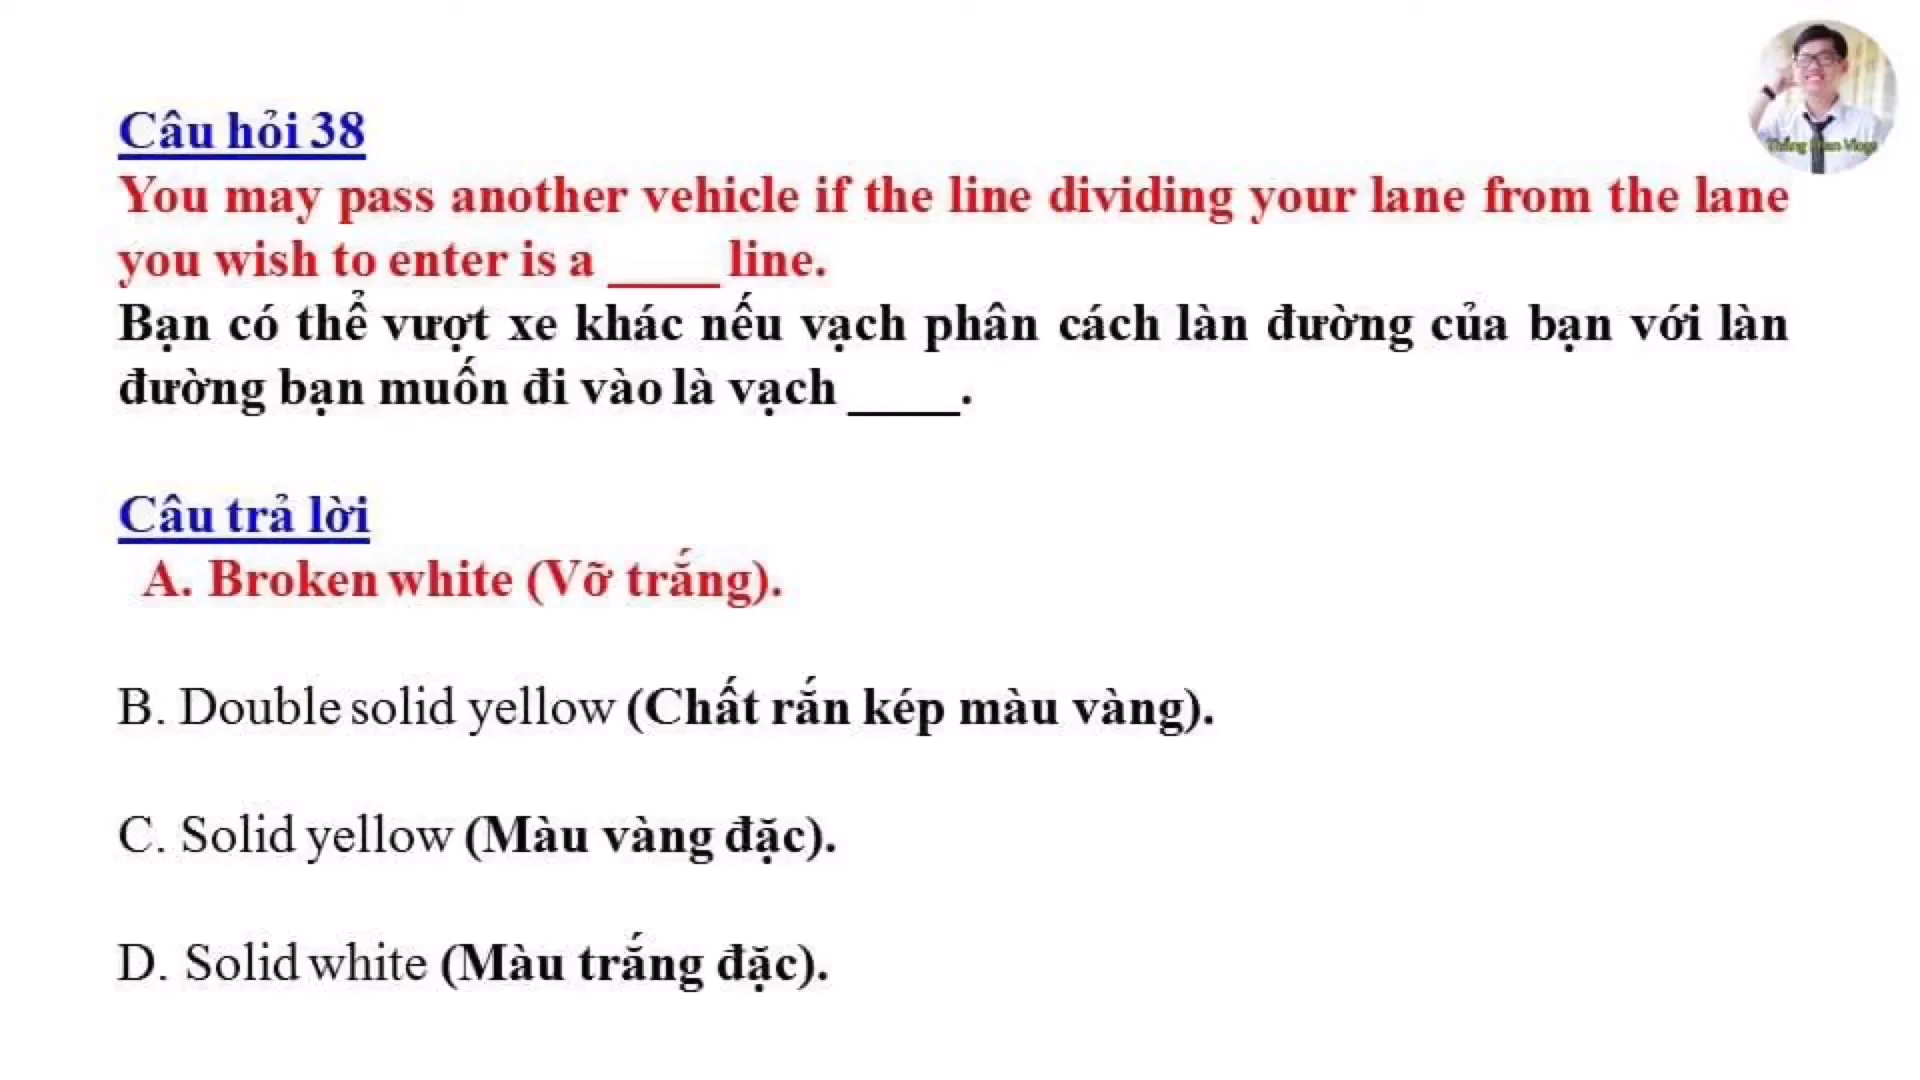 Câu hỏi 38
You may pass another vehicle if the line dividing your lane from the lane
you wish to enter is a ____ line.
Bạn có thể vượt xe khác nếu vạch phân cách làn đường của bạn với làn
đường bạn muốn đi vào là vạch ____.
Câu trả lời
A. Broken white (Vỡ trắng).
B. Double solid yellow (Chất rắn kép màu vàng).
C. Solid yellow (Màu vàng đặc).
D. Solid white (Màu trắng đặc).